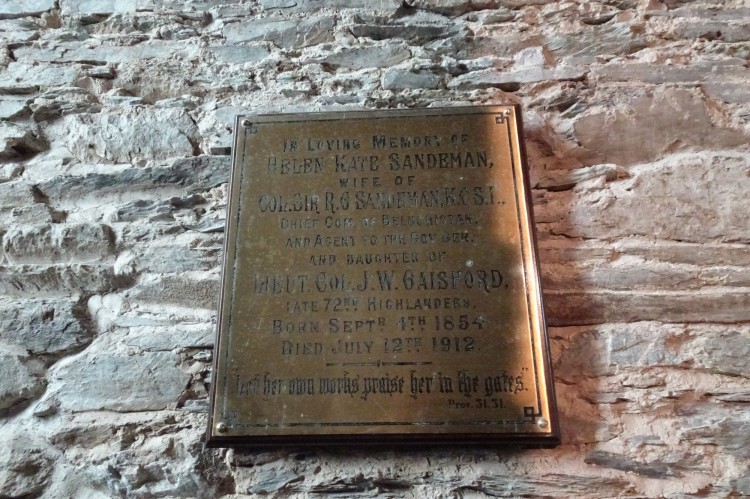 IN LOVING MEMORY OF
HELEN KATE SANDEMAN,
WIFE OF
COL. SIR R. G SANDEMAN, K.C.S.I.,
CHIEF COM. OF BELUCHISTAN,
AND AGENT TO THE GOV. GEN.
AND DAUGHTER OF
LIEUT. COL. J. W. GAISFORD,
LATE 72ND HIGHLANDERS.
BORN SEPTR 4TH 1854
DIED JULY 12TH 1912.
"Let her own works praise her in the gates."
Prov. 31.31.